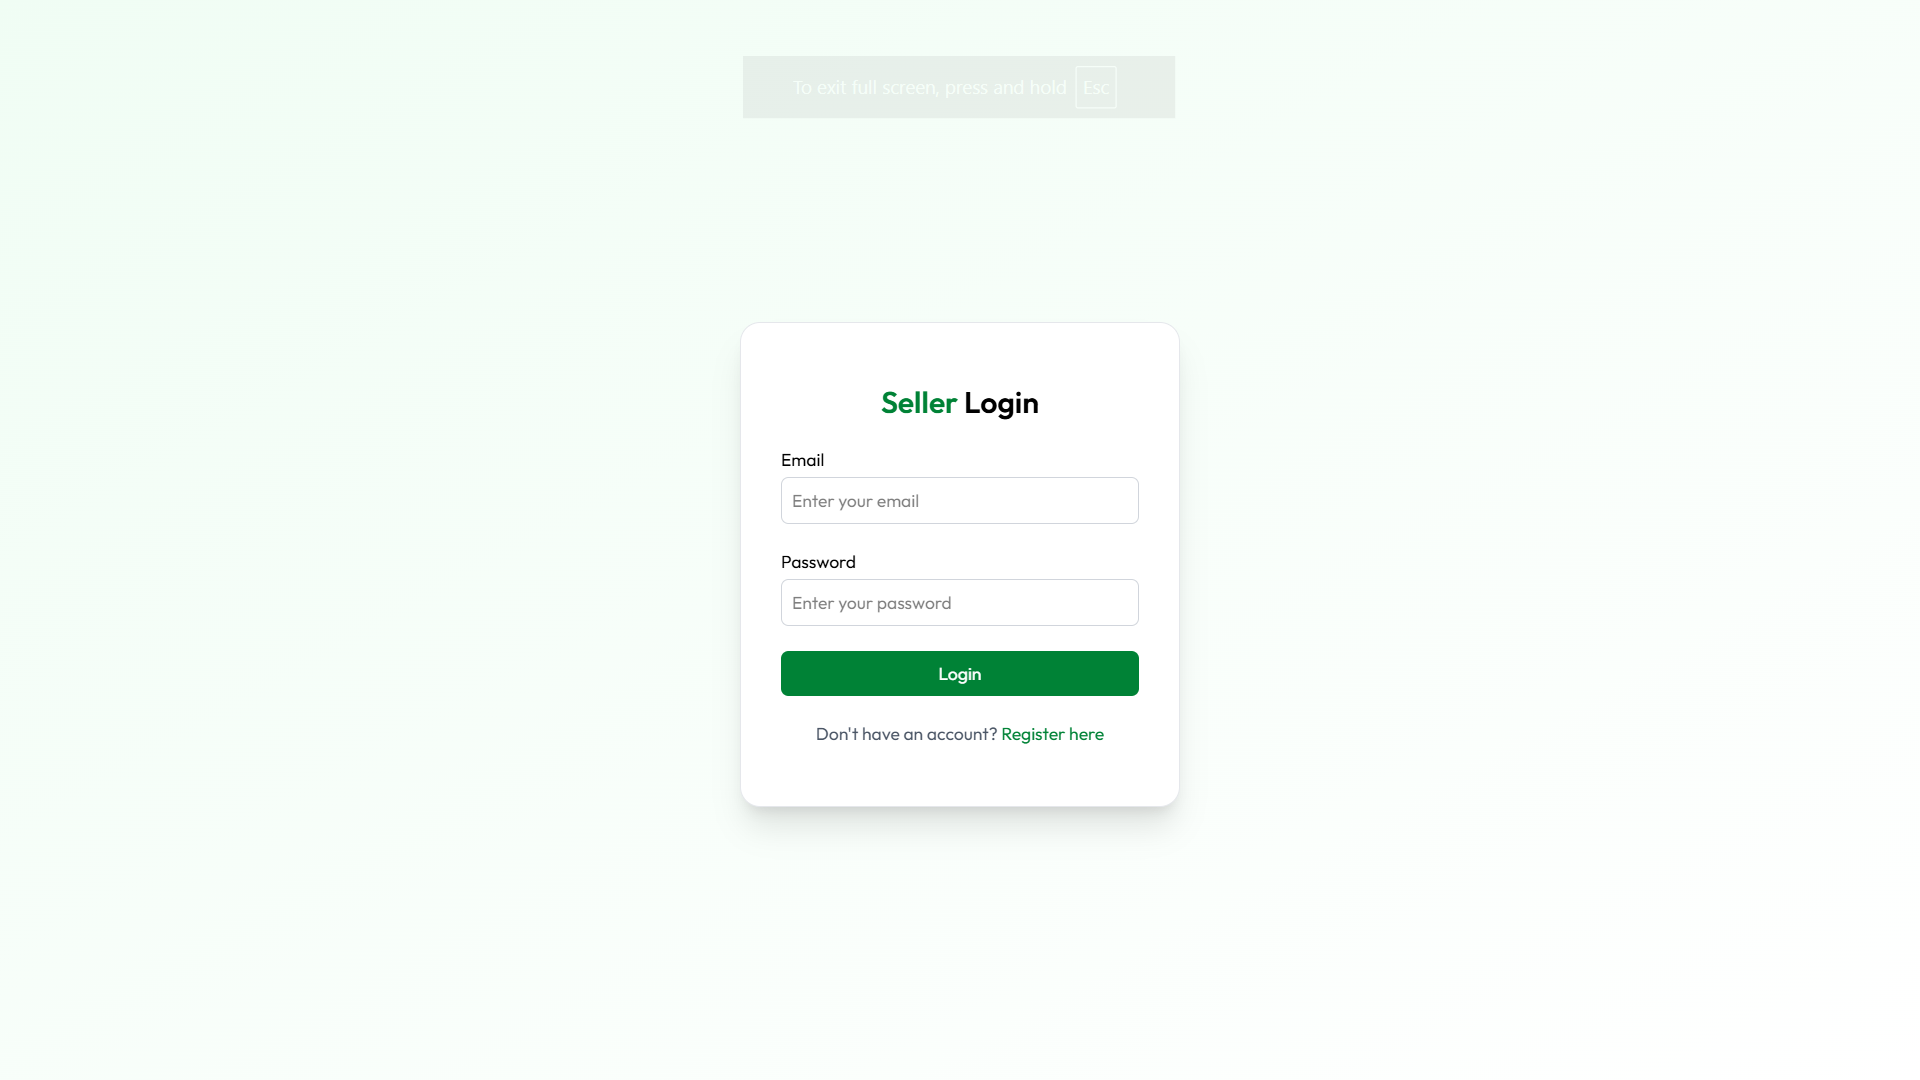 To exit full screen, press and hold Esc
Seller Login
Email
Enter your email
Password
Enter your password
Login
Don't have an account? Register here